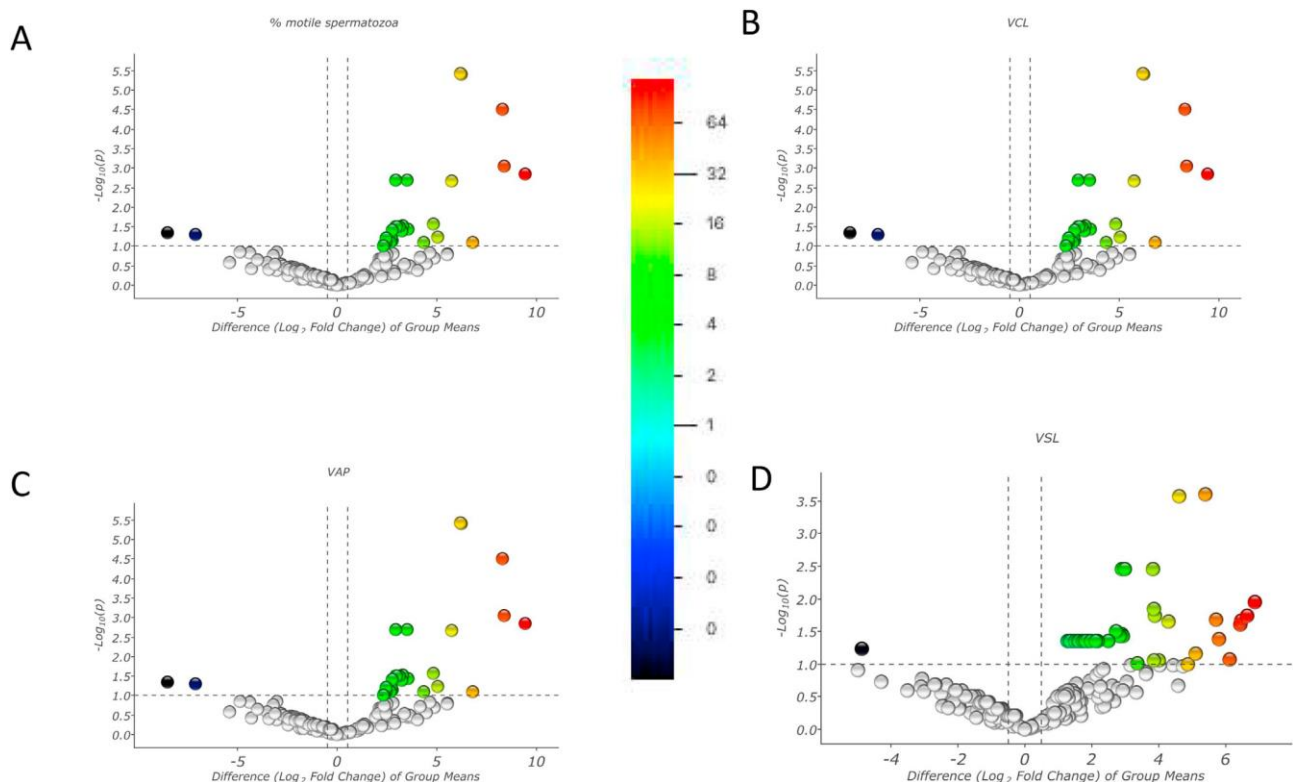 A
% motile spermatozoa
-Log10(p)
5.5
5.0
4.5
4.0
3.5
3.0
2.5
2.0
1.5
1.0
0.5
0.0
-5 0 5 10
Difference (Log2 Fold Change) of Group Means
B
VCL
-Log10(p)
5.5
5.0
4.5
4.0
3.5
3.0
2.5
2.0
1.5
1.0
0.5
0.0
-5 0 5 10
Difference (Log2 Fold Change) of Group Means
64
32
16
8
4
2
1
0
0
0
0
C
VAP
-Log10(p)
5.5
5.0
4.5
4.0
3.5
3.0
2.5
2.0
1.5
1.0
0.5
0.0
-5 0 5 10
Difference (Log2 Fold Change) of Group Means
D
VSL
-Log10(p)
3.5
3.0
2.5
2.0
1.5
1.0
0.5
0.0
-6 -4 -2 0 2 4 6
Difference (Log2 Fold Change) of Group Means